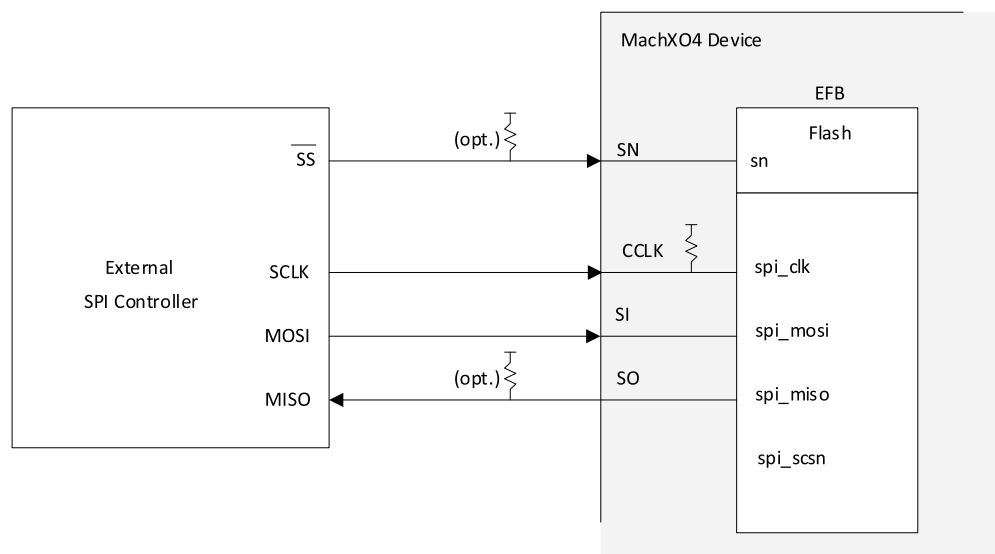 MachXO4 Device
EFB
Flash
(opt.)
SS
SN
sn
External
SPI Controller
SCLK
CCLK
spi_clk
MOSI
SI
spi_mosi
(opt.)
MISO
SO
spi_miso
spi_scsn